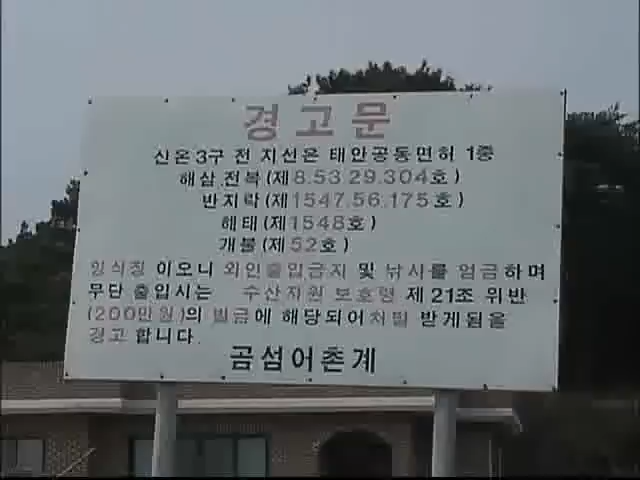 경고문
신온3구 전 지선은 태안공동면허 1종
해삼.전복(제8.53.29.304호)
반지락(제1547.56.175호)
해태(제1548호)
개불(제52호)
양식장 이오니 외인출입금지 및 낚시를 엄금하며
무단 출입시는 수산자원 보호령 제21조 위반
(200만원)의 벌금에 해당되어 처벌 받게됨을
경고 합니다.
곰섬어촌계